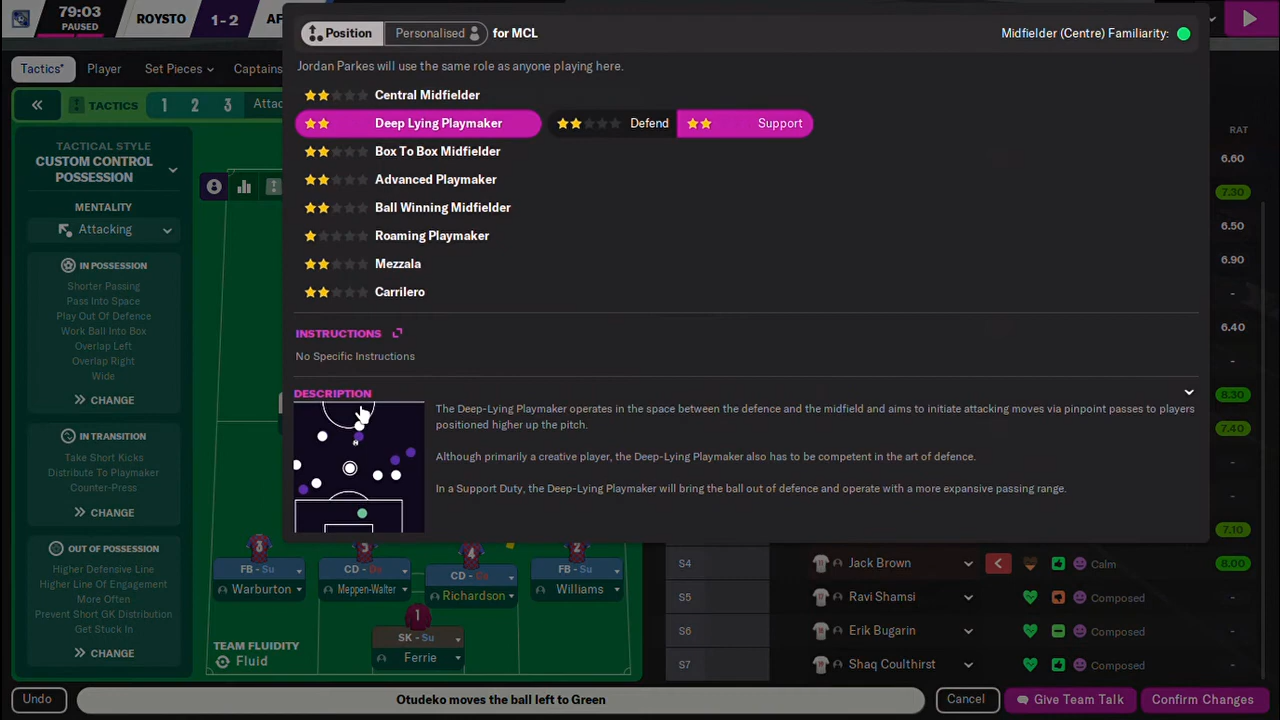 79:03
PAUSED
ROYSTO
1-2
AF
Position
Personalised
for MCL
Midfielder (Centre) Familiarity:
Jordan Parkes will use the same role as anyone playing here.
Central Midfielder
Deep Lying Playmaker
Defend
Support
Box To Box Midfielder
Advanced Playmaker
Ball Winning Midfielder
Roaming Playmaker
Mezzala
Carrilero
INSTRUCTIONS
No Specific Instructions
DESCRIPTION
The Deep-Lying Playmaker operates in the space between the defence and the midfield and aims to initiate attacking moves via pinpoint passes to players
positioned higher up the pitch.
Although primarily a creative player, the Deep-Lying Playmaker also has to be competent in the art of defence.
In a Support Duty, the Deep-Lying Playmaker will bring the ball out of defence and operate with a more expansive passing range.
Tactics*
Player
Set Pieces
Captains
TACTICS
1
2
3
Attac
TACTICAL STYLE
CUSTOM CONTROL
POSSESSION
MENTALITY
Attacking
IN POSSESSION
Shorter Passing
Pass Into Space
Play Out Of Defence
Work Ball Into Box
Overlap Left
Overlap Right
Wide
CHANGE
IN TRANSITION
Take Short Kicks
Distribute To Playmaker
Counter-Press
CHANGE
OUT OF POSSESSION
Higher Defensive Line
Higher Line Of Engagement
More Often
Prevent Short GK Distribution
Get Stuck In
CHANGE
3
5
4
2
FB - Su
CD - De
CD - De
FB - Su
Warburton
Meppen-Walter
Richardson
Williams
1
SK - Su
Ferrie
TEAM FLUIDITY
Fluid
RAT
6.60
7.30
6.50
6.90
-
6.40
-
8.30
7.40
-
-
7.10
S4
Jack Brown
Calm
8.00
S5
Ravi Shamsi
Composed
-
S6
Erik Bugarin
Composed
-
S7
Shaq Coulthirst
Composed
-
Undo
Otudeko moves the ball left to Green
Cancel
Give Team Talk
Confirm Changes